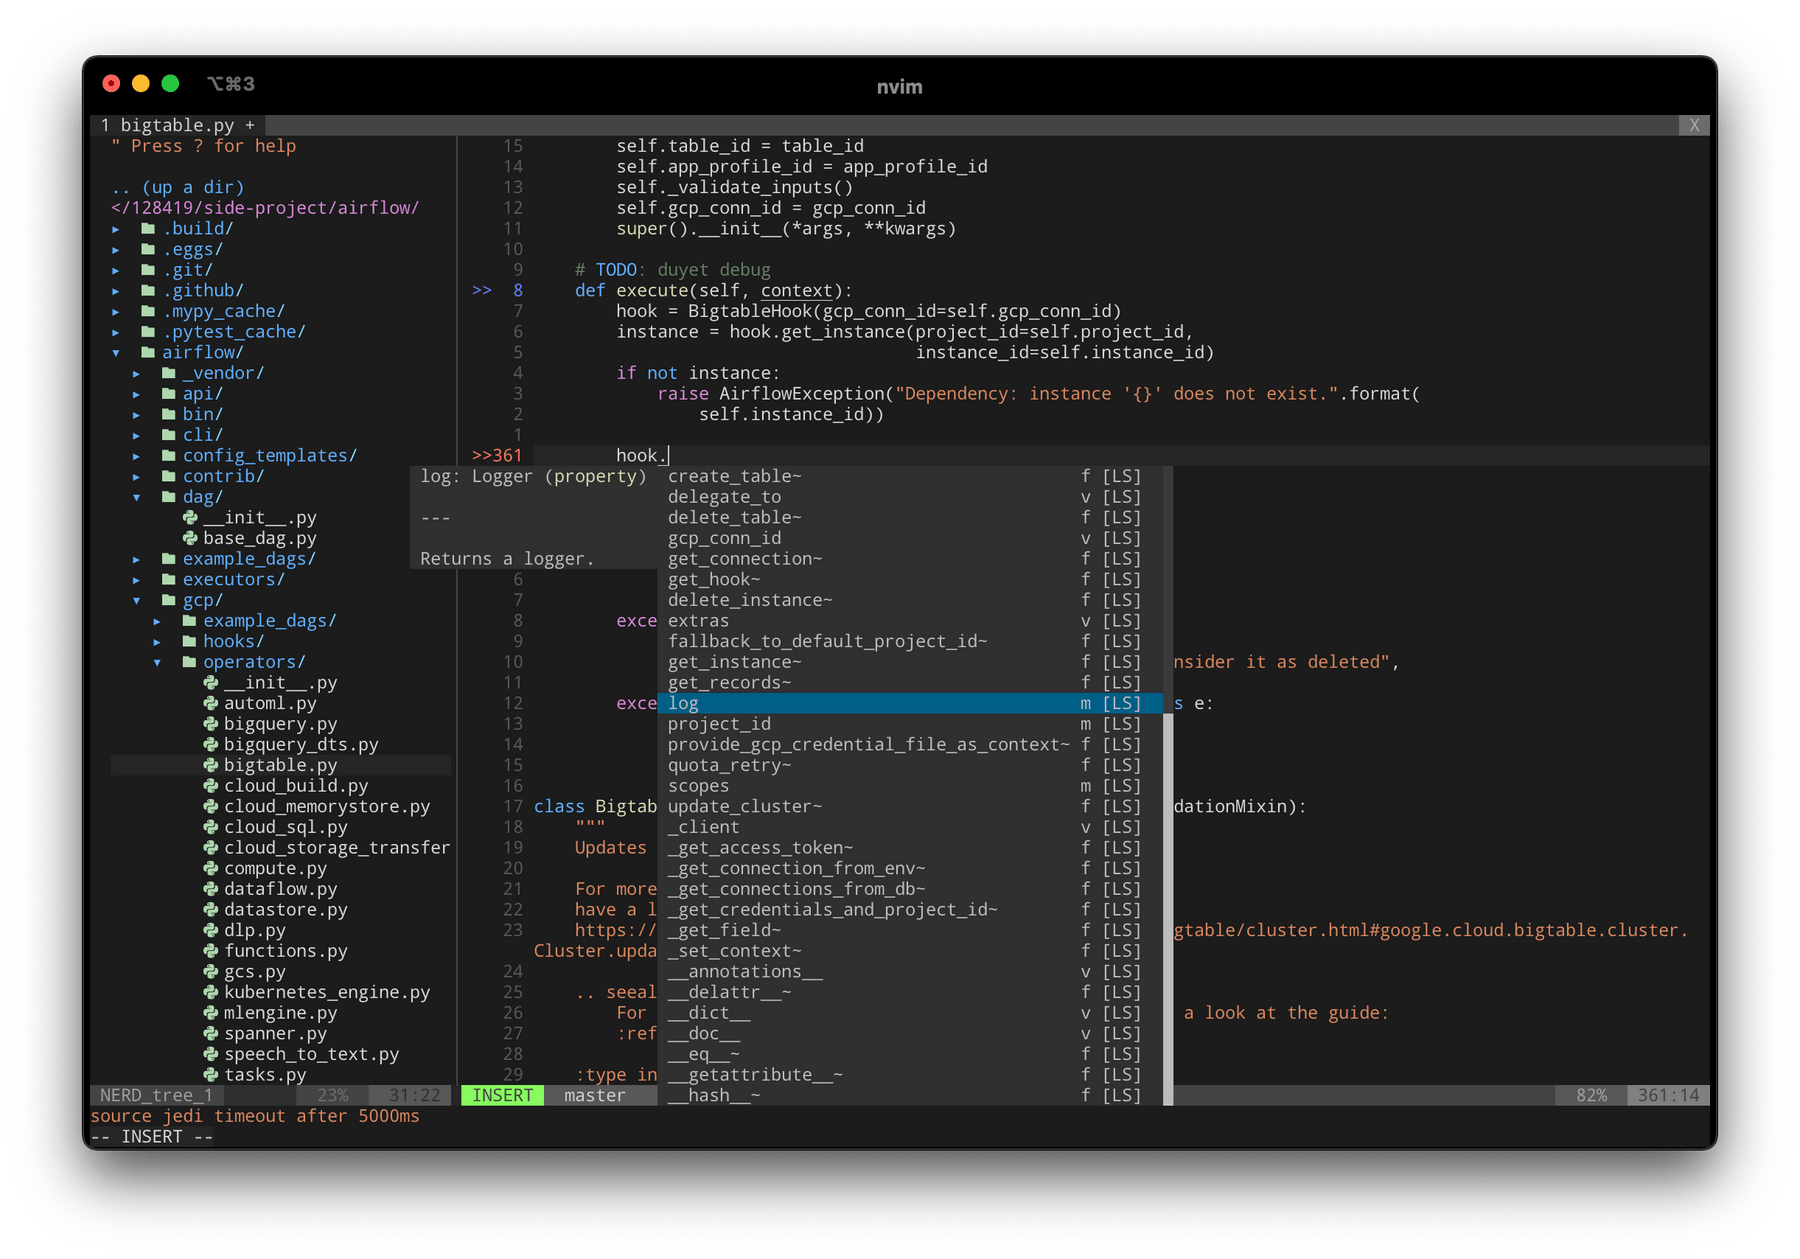 ⌥⌘3
nvim
1 bigtable.py +
X
" Press ? for help
.. (up a dir)
</128419/side-project/airflow/
▸ .build/
▸ .eggs/
▸ .git/
▸ .github/
▸ .mypy_cache/
▸ .pytest_cache/
▾ airflow/
▸ _vendor/
▸ api/
▸ bin/
▸ cli/
▸ config_templates/
▸ contrib/
▾ dag/
__init__.py
base_dag.py
▸ example_dags/
▸ executors/
▾ gcp/
▸ example_dags/
▸ hooks/
▾ operators/
__init__.py
automl.py
bigquery.py
bigquery_dts.py
bigtable.py
cloud_build.py
cloud_memorystore.py
cloud_sql.py
cloud_storage_transfer
compute.py
dataflow.py
datastore.py
dlp.py
functions.py
gcs.py
kubernetes_engine.py
mlengine.py
spanner.py
speech_to_text.py
tasks.py
15 self.table_id = table_id
14 self.app_profile_id = app_profile_id
13 self._validate_inputs()
12 self.gcp_conn_id = gcp_conn_id
11 super().__init__(*args, **kwargs)
10
9 # TODO: duyet debug
>> 8 def execute(self, context):
7 hook = BigtableHook(gcp_conn_id=self.gcp_conn_id)
6 instance = hook.get_instance(project_id=self.project_id,
5 instance_id=self.instance_id)
4 if not instance:
3 raise AirflowException("Dependency: instance '{}' does not exist.".format(
2 self.instance_id))
1
>>361 hook.
log: Logger (property)
---
Returns a logger.
create_table~ f [LS]
delegate_to v [LS]
delete_table~ f [LS]
gcp_conn_id v [LS]
get_connection~ f [LS]
get_hook~ f [LS]
delete_instance~ f [LS]
extras v [LS]
fallback_to_default_project_id~ f [LS]
get_instance~ f [LS]
get_records~ f [LS]
log m [LS]
project_id m [LS]
provide_gcp_credential_file_as_context~ f [LS]
quota_retry~ f [LS]
scopes m [LS]
update_cluster~ f [LS]
_client v [LS]
_get_access_token~ f [LS]
_get_connection_from_env~ f [LS]
_get_connections_from_db~ f [LS]
_get_credentials_and_project_id~ f [LS]
_get_field~ f [LS]
_set_context~ f [LS]
__annotations__ v [LS]
__delattr__~ f [LS]
__dict__ v [LS]
__doc__ v [LS]
__eq__~ f [LS]
__getattribute__~ f [LS]
__hash__~ f [LS]
6
7
8 exce
9
10 nsider it as deleted",
11
12 exce s e:
13
14
15
16
17 class Bigtab dationMixin):
18 """
19 Updates
20
21 For more
22 have a l
23 https:// gtable/cluster.html#google.cloud.bigtable.cluster.
Cluster.upda
24
25 .. seeal
26 For a look at the guide:
27 :ref
28
29 :type in
NERD_tree_1 23% 31:22
INSERT master 82% 361:14
source jedi timeout after 5000ms
-- INSERT --